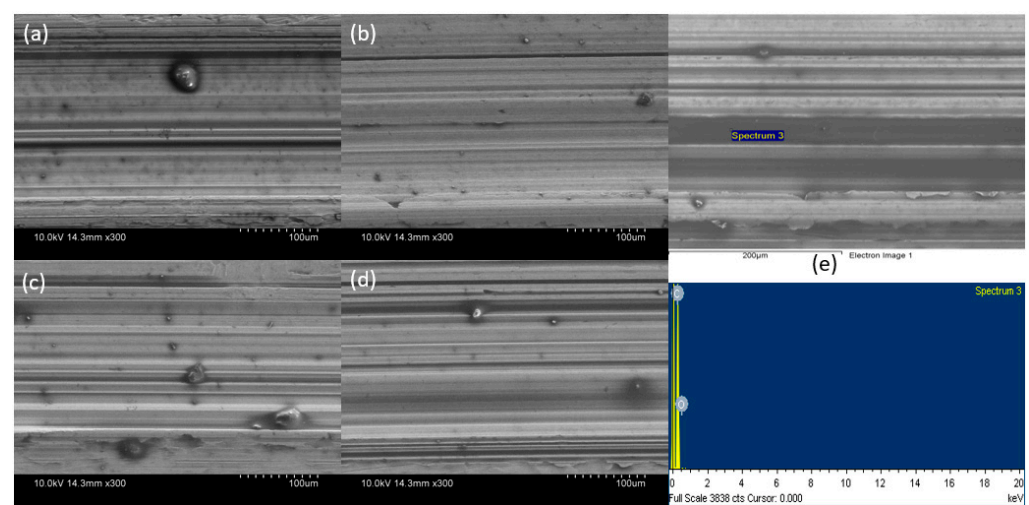 (a)
10.0kV 14.3mm x300 100um
(b)
10.0kV 14.3mm x300 100um
Spectrum 3
200µm Electron Image 1
(c)
10.0kV 14.3mm x300 100um
(d)
10.0kV 14.3mm x300 100um
(e)
Spectrum 3
C
O
0 2 4 6 8 10 12 14 16 18 20
Full Scale 3838 cts Cursor: 0.000 keV